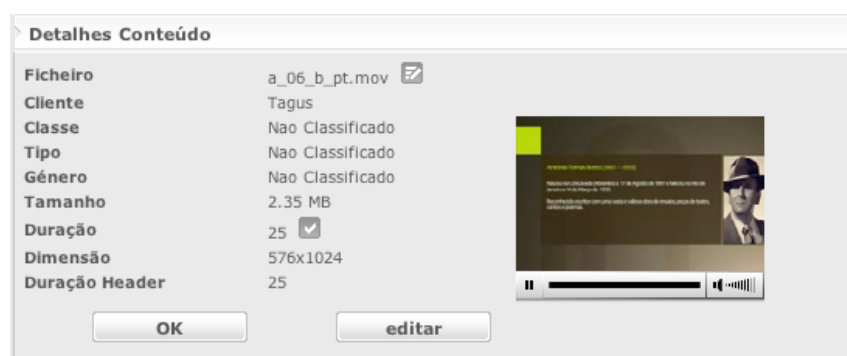 Detalhes Conteúdo
Ficheiro a_06_b_pt.mov
Cliente Tagus
Classe Nao Classificado
Tipo Nao Classificado
Género Nao Classificado
Tamanho 2.35 MB
Duração 25
Dimensão 576x1024
Duração Header 25
OK editar